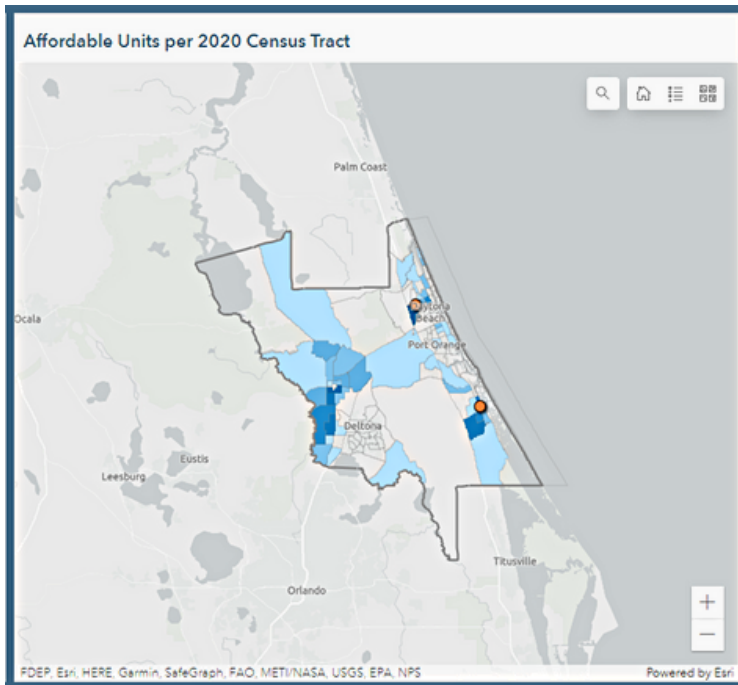 Affordable Units per 2020 Census Tract
Palm Coast
Ocala
Beach
Port Orange
Deltona
Eustis
Leesburg
Titusville
Orlando
+
−
FDEP, Esri, HERE, Garmin, SafeGraph, FAO, METI/NASA, USGS, EPA, NPS
Powered by Esri